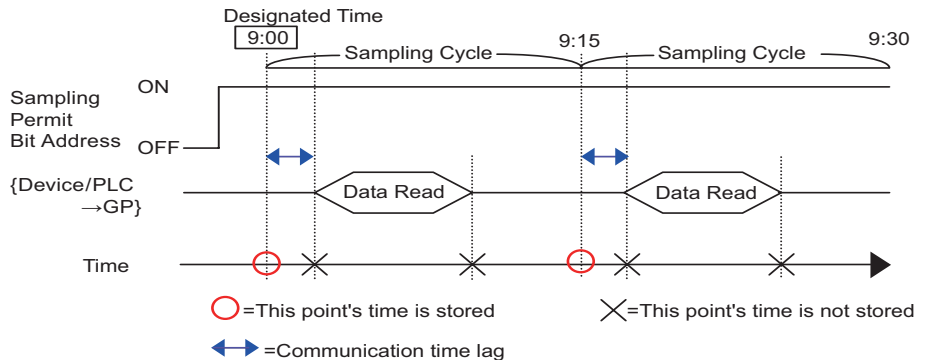 Designated Time
9:00
Sampling Cycle
9:15
Sampling Cycle
9:30
ON
Sampling
Permit
Bit Address
OFF
{Device/PLC
→GP}
Data Read
Data Read
Time
=This point's time is stored
=This point's time is not stored
=Communication time lag